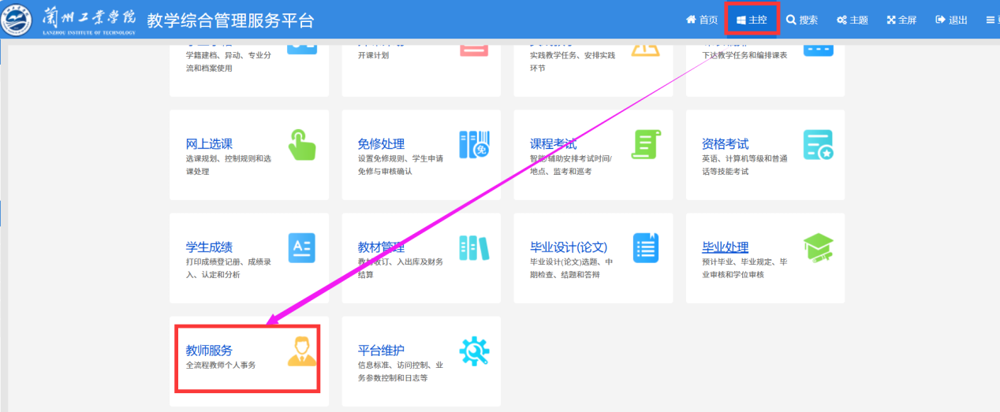 兰州工业学院
LANZHOU INSTITUTE OF TECHNOLOGY
教学综合管理服务平台
首页 主控 搜索 主题 全屏 退出
学籍建档、异动、专业分
流和档案使用
开课计划
实践教学任务、安排实践
环节
下达教学任务和编排课表
网上选课
选课规划、控制规则和选
课处理
免修处理
设置免修规则、学生申请
免修与审核确认
免
课程考试
智能/辅助安排考试时间/
地点、监考和巡考
资格考试
英语、计算机等级和普通
话等技能考试
学生成绩
打印成绩登记册、成绩录
入、认定和分析
A
教材管理
教材征订、入出库及财务
结算
毕业设计(论文)
毕业设计(论文)选题、中
期检查、结题和答辩
毕业处理
预计毕业、毕业规定、毕
业审核和学位审核
教师服务
全流程教师个人事务
平台维护
信息标准、访问控制、业
务参数控制和日志等